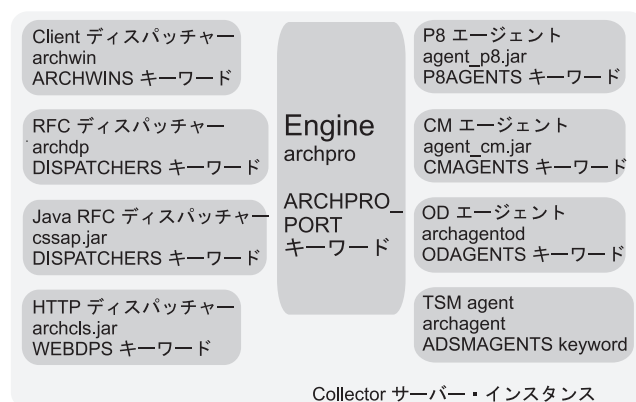 Client ディスパッチャー
archwin
ARCHWINS キーワード
RFC ディスパッチャー
archdp
DISPATCHERS キーワード
Java RFC ディスパッチャー
cssap.jar
DISPATCHERS キーワード
HTTP ディスパッチャー
archcls.jar
WEBDPS キーワード
Engine
archpro
ARCHPRO_
PORT
キーワード
P8 エージェント
agent_p8.jar
P8AGENTS キーワード
CM エージェント
agent_cm.jar
CMAGENTS キーワード
OD エージェント
archagentod
ODAGENTS キーワード
TSM agent
archagent
ADSMAGENTS keyword
Collector サーバー・インスタンス